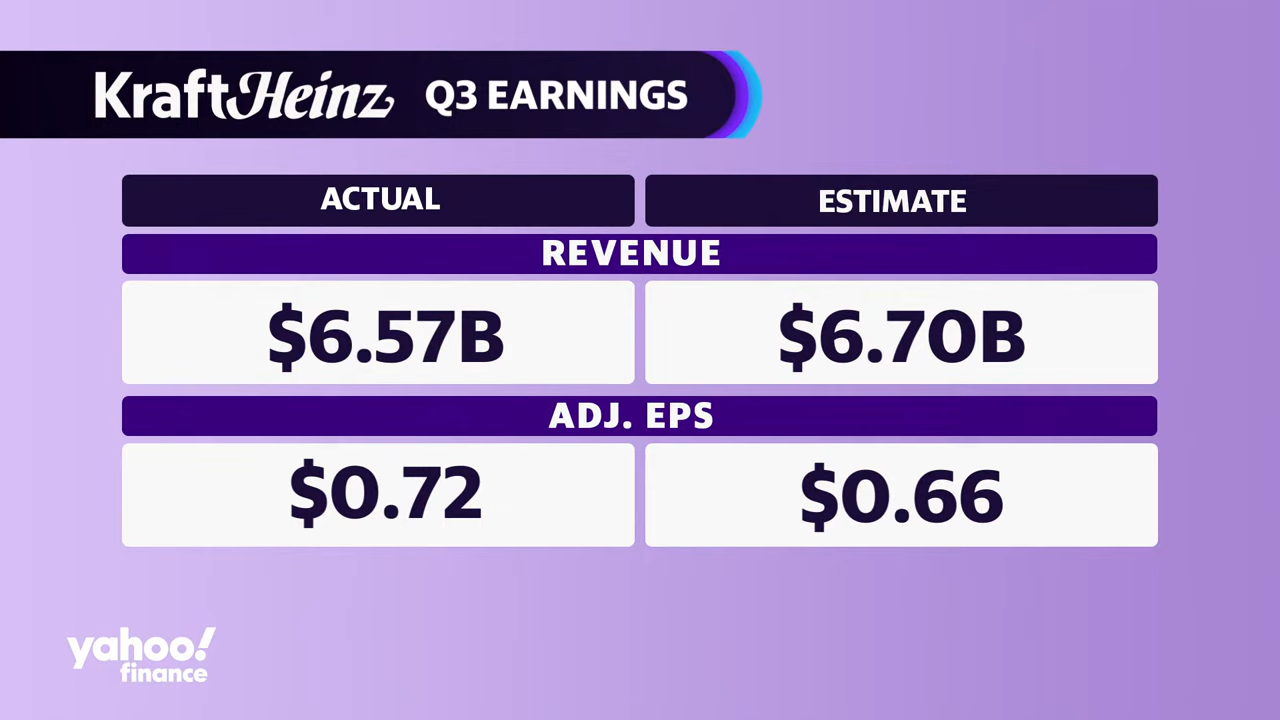 KraftHeinz Q3 EARNINGS
ACTUAL ESTIMATE
REVENUE
$6.57B $6.70B
ADJ. EPS
$0.72 $0.66
yahoo!
finance